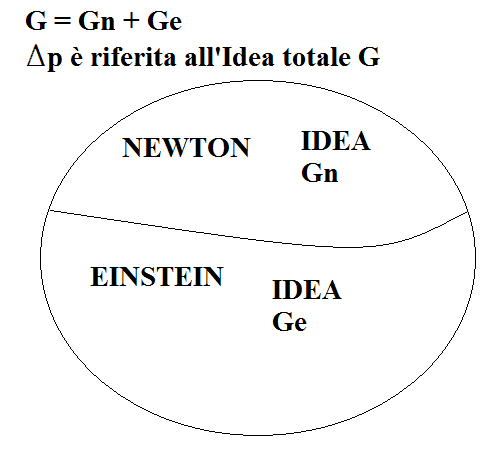 G = Gn + Ge
Δp è riferita all'Idea totale G
NEWTON
IDEA
Gn
EINSTEIN
IDEA
Ge